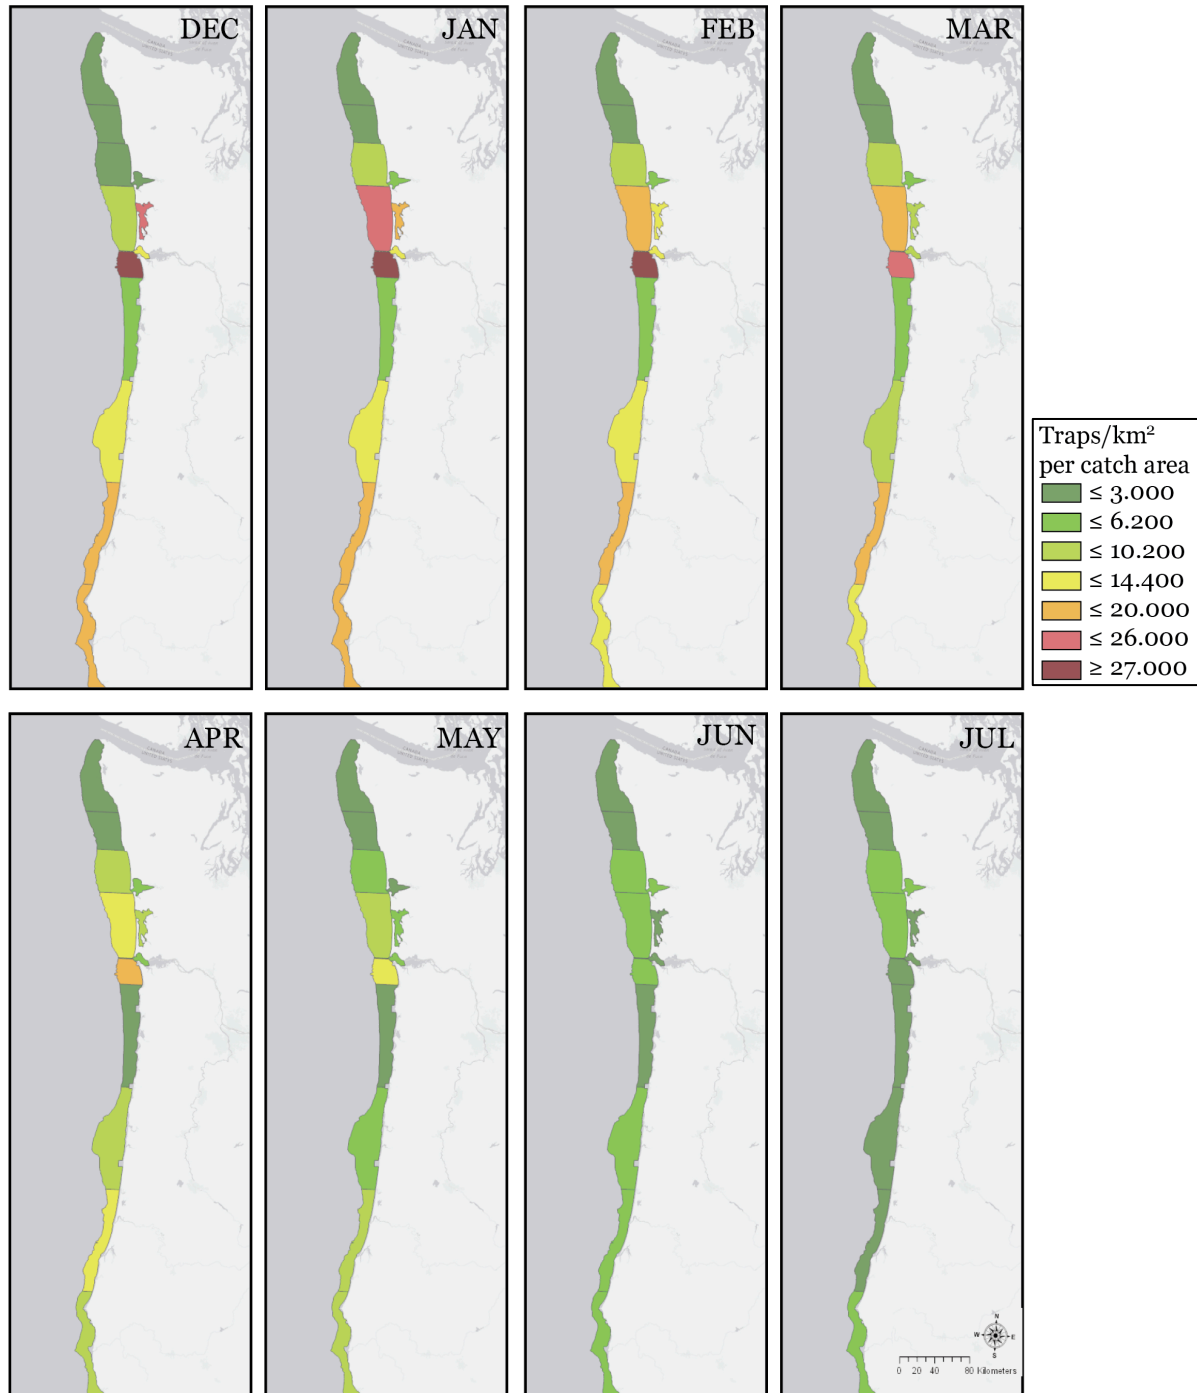 DEC
JAN
FEB
MAR
Traps/km²
per catch area
≤ 3.000
≤ 6.200
≤ 10.200
≤ 14.400
≤ 20.000
≤ 26.000
≥ 27.000
APR
MAY
JUN
JUL
N
W E
S
0 20 40 80 Kilometers